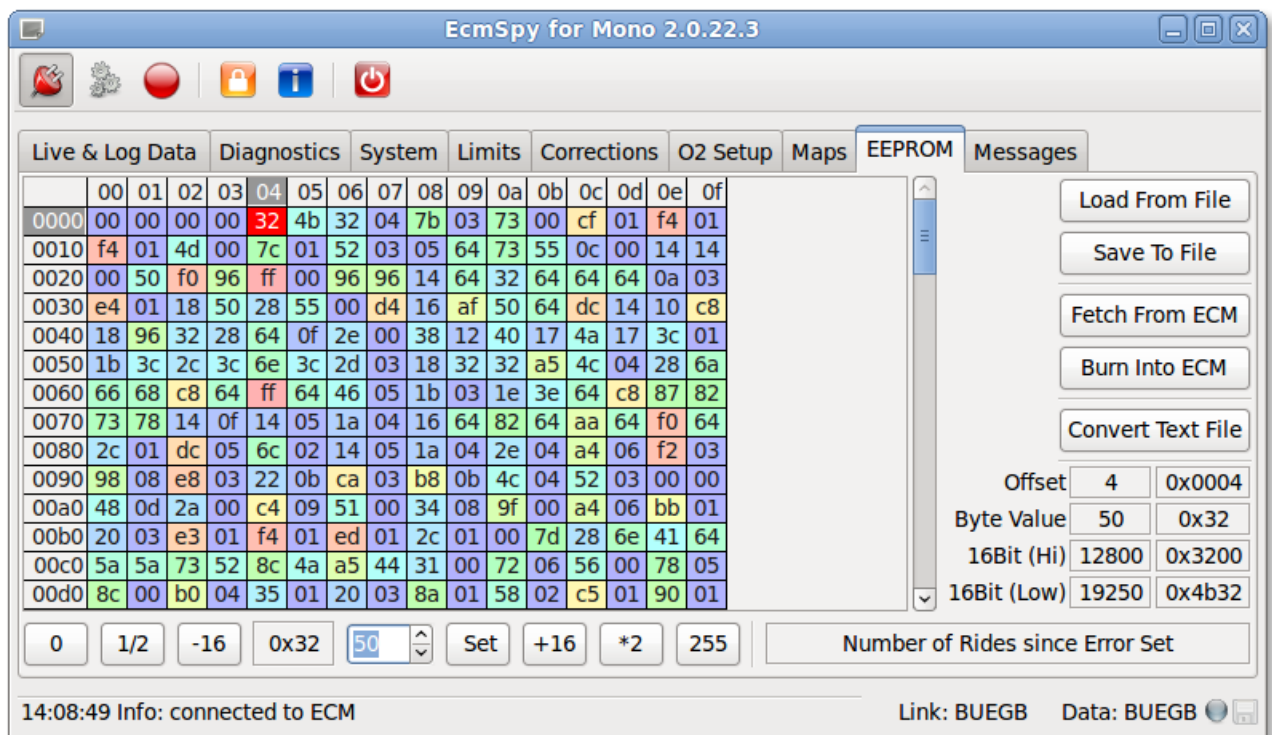 EcmSpy for Mono 2.0.22.3
Live & Log Data Diagnostics System Limits Corrections O2 Setup Maps EEPROM Messages
00 01 02 03 04 05 06 07 08 09 0a 0b 0c 0d 0e 0f
0000 00 00 00 00 32 4b 32 04 7b 03 73 00 cf 01 f4 01
0010 f4 01 4d 00 7c 01 52 03 05 64 73 55 0c 00 14 14
0020 00 50 f0 96 ff 00 96 96 14 64 32 64 64 64 0a 03
0030 e4 01 18 50 28 55 00 d4 16 af 50 64 dc 14 10 c8
0040 18 96 32 28 64 0f 2e 00 38 12 40 17 4a 17 3c 01
0050 1b 3c 2c 3c 6e 3c 2d 03 18 32 32 a5 4c 04 28 6a
0060 66 68 c8 64 ff 64 46 05 1b 03 1e 3e 64 c8 87 82
0070 73 78 14 0f 14 05 1a 04 16 64 82 64 aa 64 f0 64
0080 2c 01 dc 05 6c 02 14 05 1a 04 2e 04 a4 06 f2 03
0090 98 08 e8 03 22 0b ca 03 b8 0b 4c 04 52 03 00 00
00a0 48 0d 2a 00 c4 09 51 00 34 08 9f 00 a4 06 bb 01
00b0 20 03 e3 01 f4 01 ed 01 2c 01 00 7d 28 6e 41 64
00c0 5a 5a 73 52 8c 4a a5 44 31 00 72 06 56 00 78 05
00d0 8c 00 b0 04 35 01 20 03 8a 01 58 02 c5 01 90 01
Load From File
Save To File
Fetch From ECM
Burn Into ECM
Convert Text File
Offset 4 0x0004
Byte Value 50 0x32
16Bit (Hi) 12800 0x3200
16Bit (Low) 19250 0x4b32
0 1/2 -16 0x32 50 Set +16 *2 255 Number of Rides since Error Set
14:08:49 Info: connected to ECM Link: BUEGB Data: BUEGB